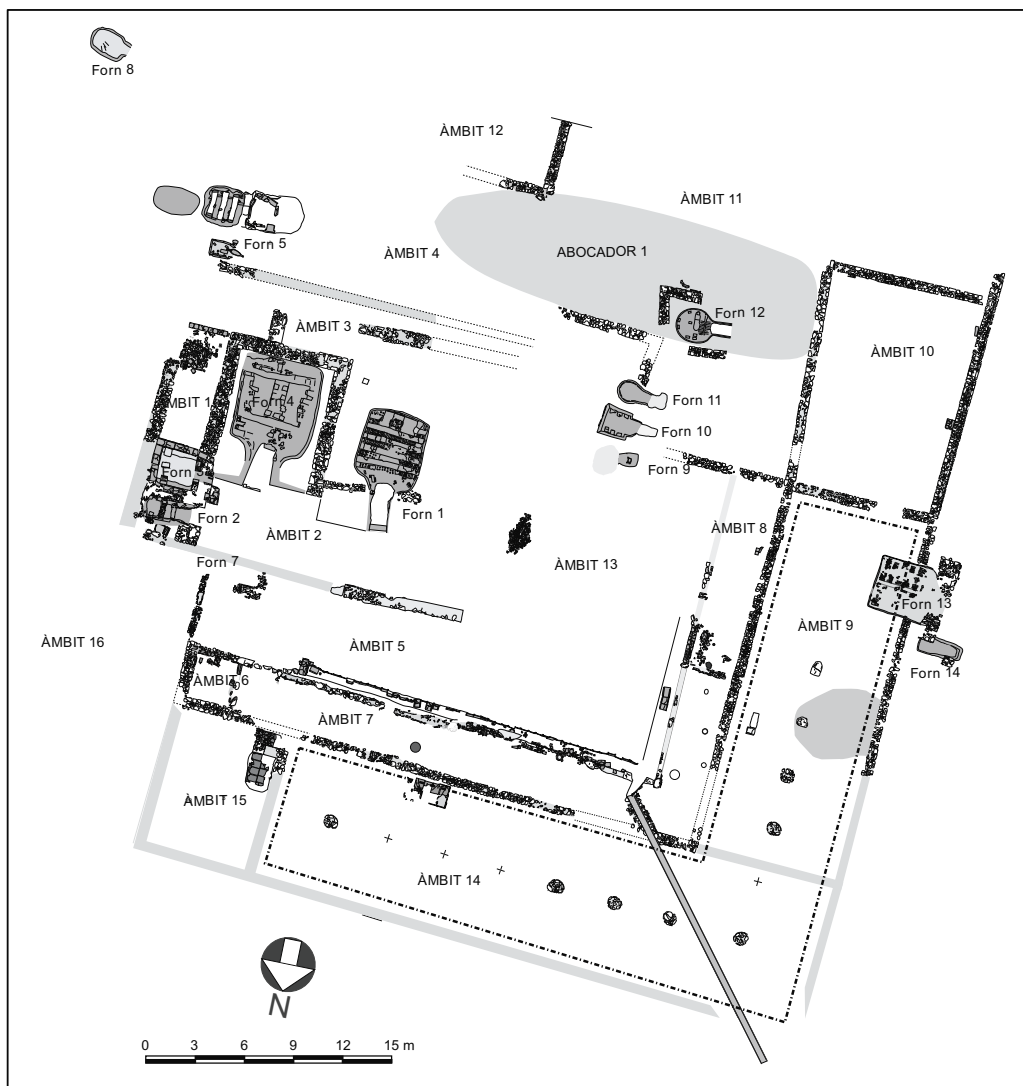 Forn 8
ÀMBIT 12
ÀMBIT 11
Forn 5
ÀMBIT 4
ABOCADOR 1
ÀMBIT 3
Forn 12
ÀMBIT 10
ÀMBIT 1
Forn 4
Forn 11
Forn 10
Forn 9
Forn 3
Forn 2
Forn 1
ÀMBIT 2
ÀMBIT 8
Forn 7
ÀMBIT 13
Forn 13
ÀMBIT 9
ÀMBIT 16
ÀMBIT 5
Forn 14
ÀMBIT 6
ÀMBIT 7
ÀMBIT 15
ÀMBIT 14
N
0 3 6 9 12 15 m